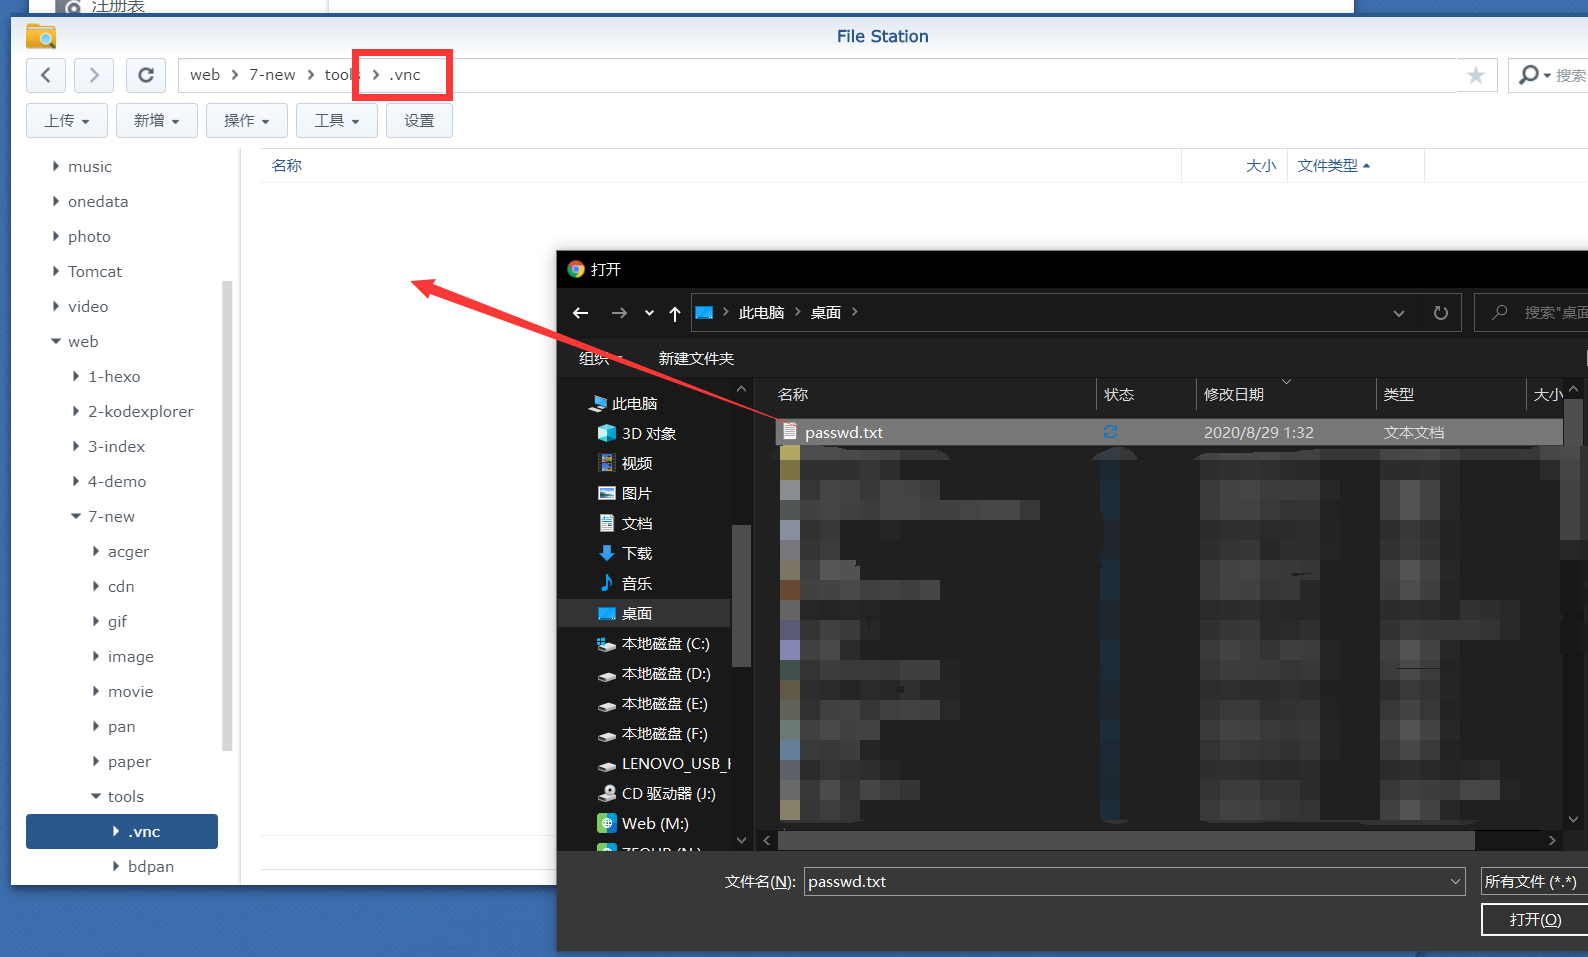 注册表
File Station
web > 7-new > tools > .vnc
搜索
上传 新增 操作 工具 设置
名称 大小 文件类型
music
onedata
photo
Tomcat
video
web
1-hexo
2-kodexplorer
3-index
4-demo
7-new
acger
cdn
gif
image
movie
pan
paper
tools
.vnc
bdpan
打开
此电脑 > 桌面 >
搜索"桌面
组织 新建文件夹
名称 状态 修改日期 类型 大小
passwd.txt 2020/8/29 1:32 文本文档
此电脑
3D 对象
视频
图片
文档
下载
音乐
桌面
本地磁盘 (C:)
本地磁盘 (D:)
本地磁盘 (E:)
本地磁盘 (F:)
LENOVO_USB_H
CD 驱动器 (J:)
Web (M:)
文件名(N): passwd.txt 所有文件 (*.*)
打开(O)